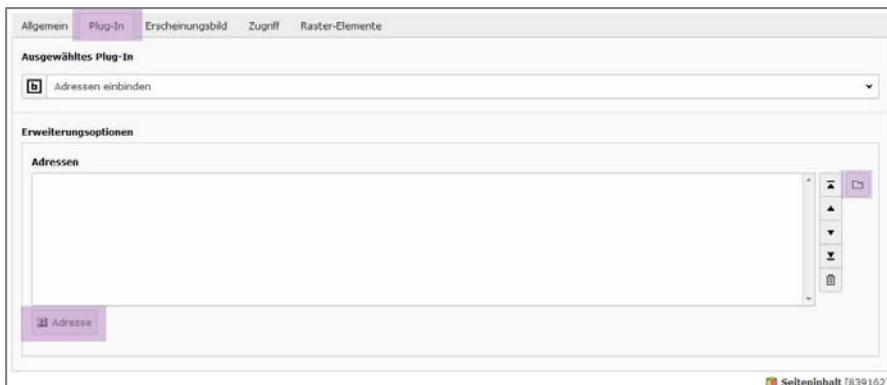 Allgemein Plug-In Erscheinungsbild Zugriff Raster-Elemente
Ausgewähltes Plug-In
b Adressen einbinden
Erweiterungsoptionen
Adressen
Adresse
Seiteninhalt [839162]